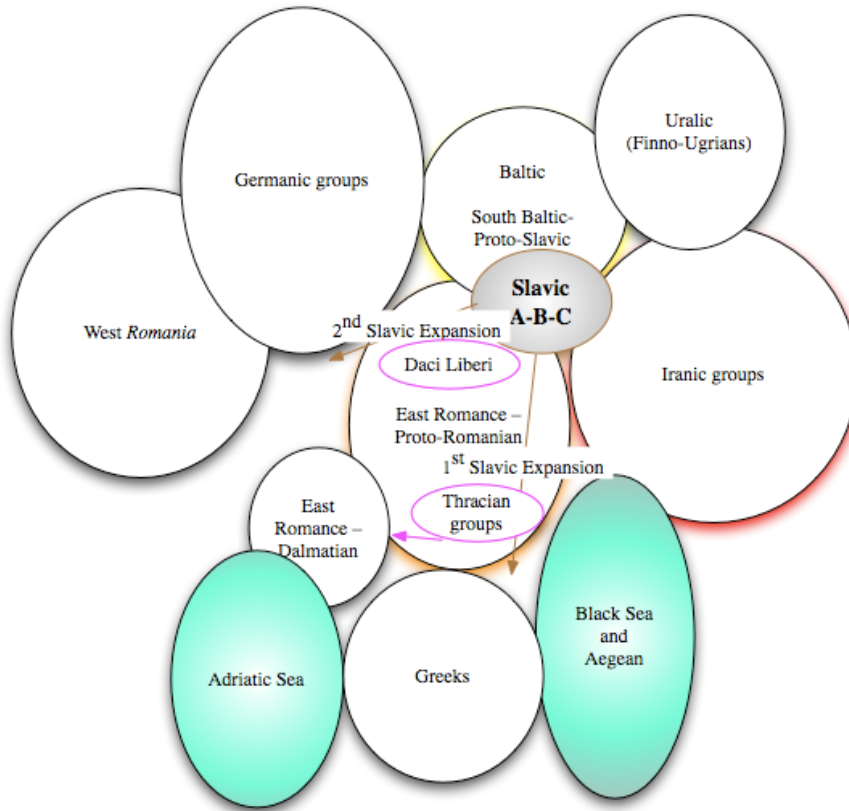 Uralic
(Finno-Ugrians)
Baltic
Germanic groups
South Baltic-
Proto-Slavic
Slavic
A-B-C
2nd Slavic Expansion
West Romania
Daci Liberi
Iranic groups
East Romance –
Proto-Romanian
1st Slavic Expansion
Thracian
groups
East
Romance –
Dalmatian
Black Sea
and
Aegean
Adriatic Sea
Greeks